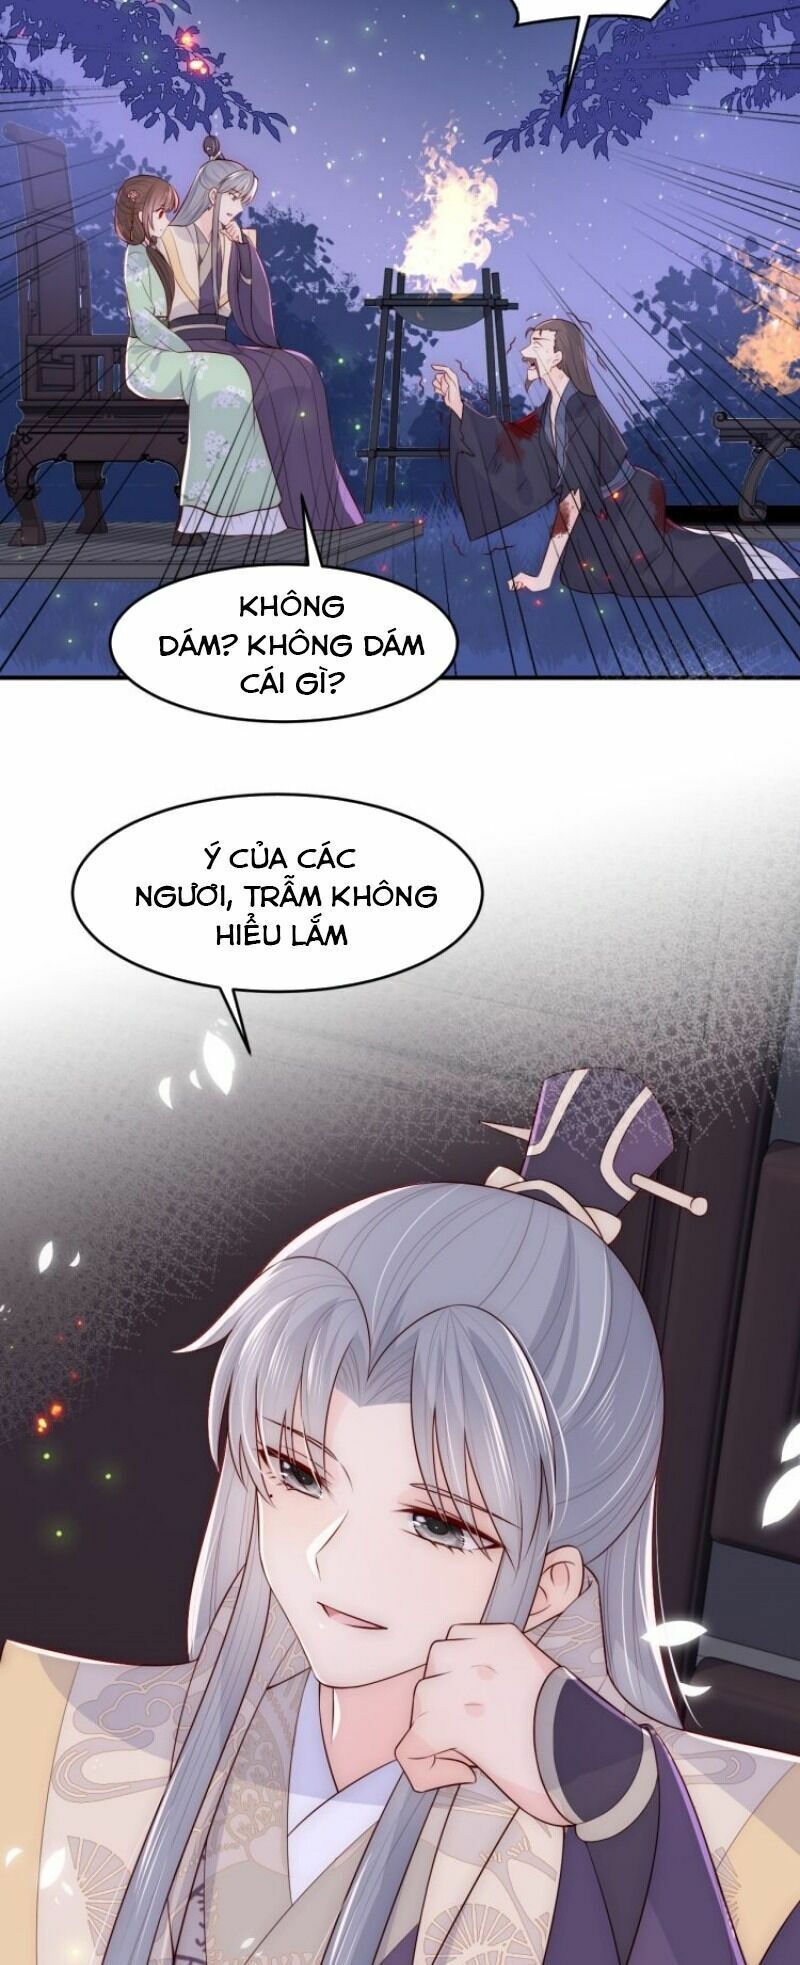 KHÔNG
DÁM? KHÔNG DÁM
CÁI GÌ?
Ý CỦA CÁC
NGƯƠI, TRẪM KHÔNG
HIỂU LẮM